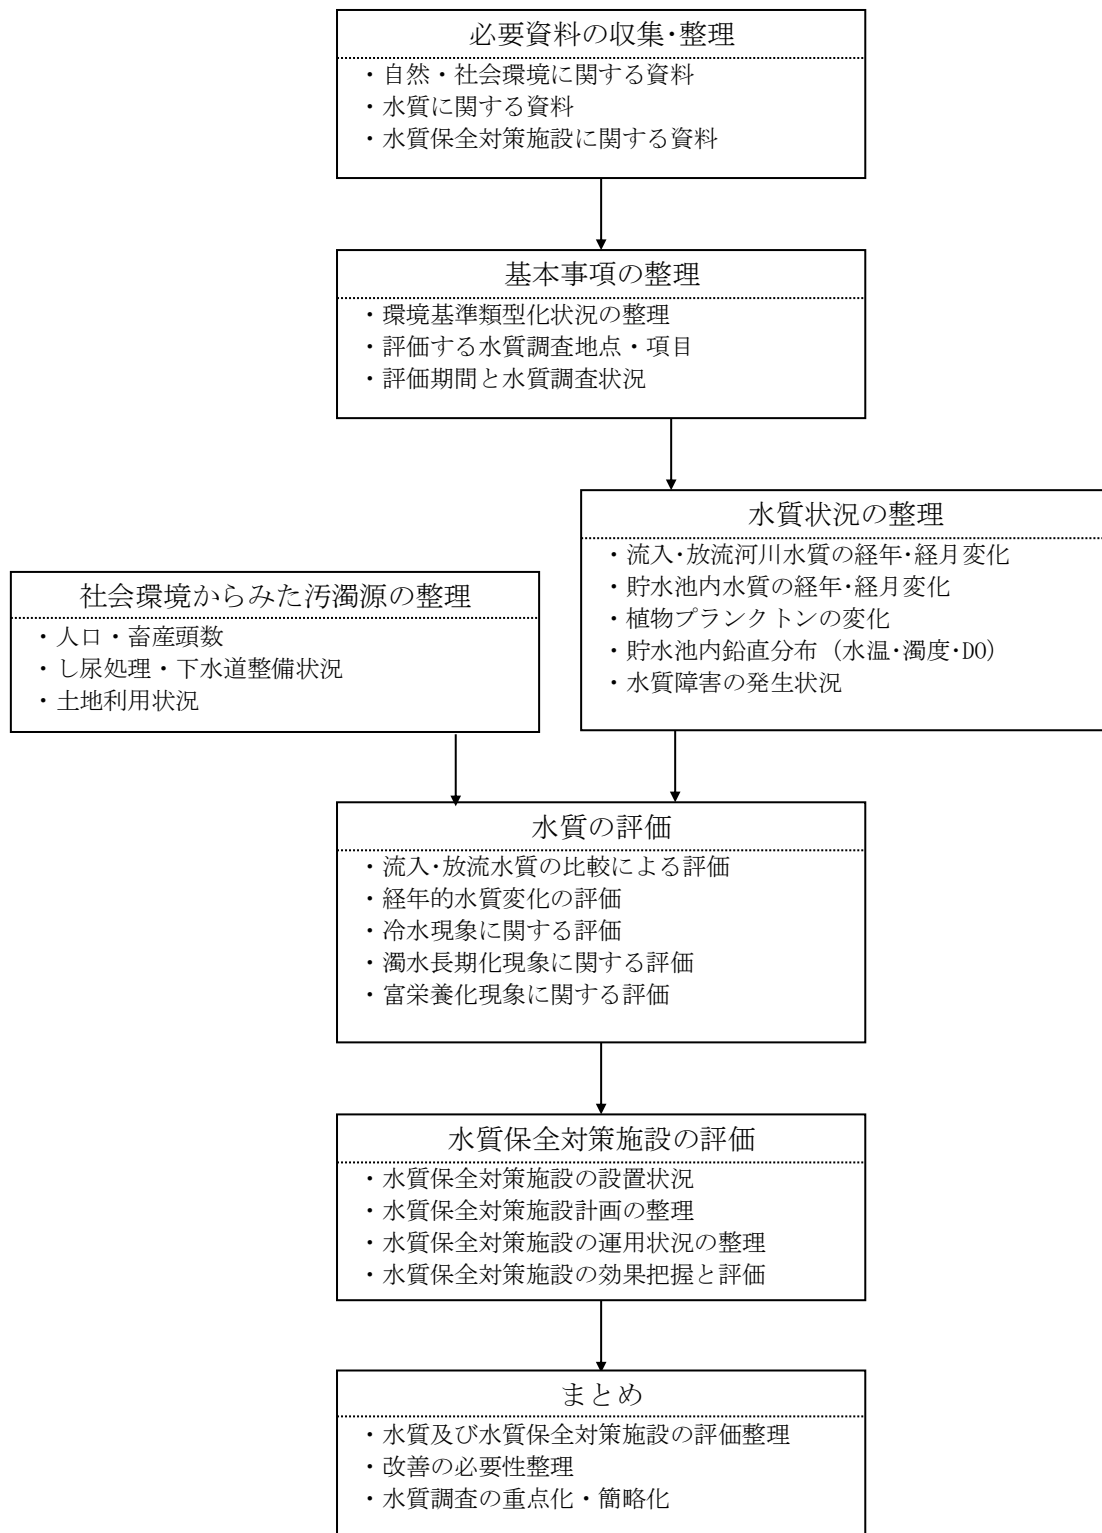 必要資料の収集･整理
・自然・社会環境に関する資料
・水質に関する資料
・水質保全対策施設に関する資料
基本事項の整理
・環境基準類型化状況の整理
・評価する水質調査地点・項目
・評価期間と水質調査状況
水質状況の整理
・流入･放流河川水質の経年･経月変化
・貯水池内水質の経年･経月変化
・植物プランクトンの変化
・貯水池内鉛直分布（水温･濁度･DO）
・水質障害の発生状況
社会環境からみた汚濁源の整理
・人口・畜産頭数
・し尿処理・下水道整備状況
・土地利用状況
水質の評価
・流入･放流水質の比較による評価
・経年的水質変化の評価
・冷水現象に関する評価
・濁水長期化現象に関する評価
・富栄養化現象に関する評価
水質保全対策施設の評価
・水質保全対策施設の設置状況
・水質保全対策施設計画の整理
・水質保全対策施設の運用状況の整理
・水質保全対策施設の効果把握と評価
まとめ
・水質及び水質保全対策施設の評価整理
・改善の必要性整理
・水質調査の重点化・簡略化